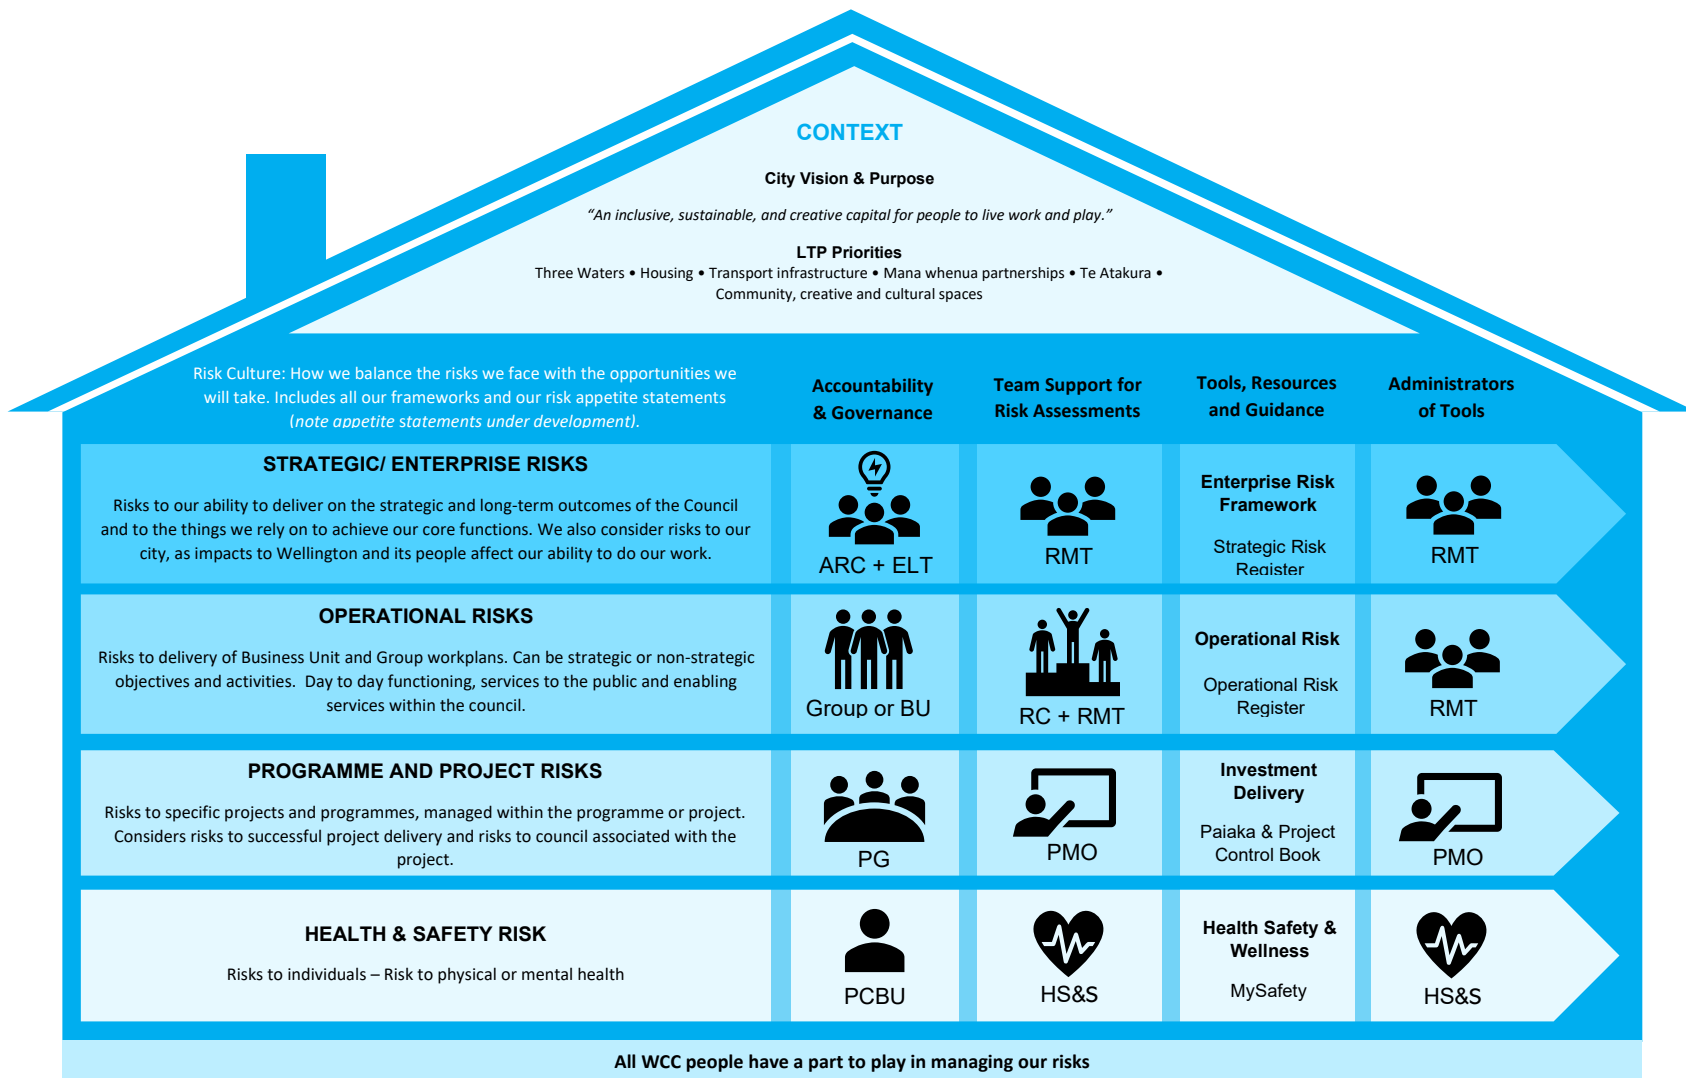 CONTEXT
City Vision & Purpose
“An inclusive, sustainable, and creative capital for people to live work and play.”
LTP Priorities
Three Waters • Housing • Transport infrastructure • Mana whenua partnerships • Te Atakura •
Community, creative and cultural spaces
Risk Culture: How we balance the risks we face with the opportunities we
will take. Includes all our frameworks and our risk appetite statements
(note appetite statements under development).
Accountability
& Governance
Team Support for
Risk Assessments
Tools, Resources
and Guidance
Administrators
of Tools
STRATEGIC/ ENTERPRISE RISKS
Risks to our ability to deliver on the strategic and long-term outcomes of the Council
and to the things we rely on to achieve our core functions. We also consider risks to our
city, as impacts to Wellington and its people affect our ability to do our work.
ARC + ELT
RMT
Enterprise Risk
Framework
Strategic Risk
Register
RMT
OPERATIONAL RISKS
Risks to delivery of Business Unit and Group workplans. Can be strategic or non-strategic
objectives and activities.  Day to day functioning, services to the public and enabling
services within the council.
Group or BU
RC + RMT
Operational Risk
Operational Risk
Register
RMT
PROGRAMME AND PROJECT RISKS
Risks to specific projects and programmes, managed within the programme or project.
Considers risks to successful project delivery and risks to council associated with the
project.
PG
PMO
Investment
Delivery
Paiaka & Project
Control Book
PMO
HEALTH & SAFETY RISK
Risks to individuals – Risk to physical or mental health
PCBU
HS&S
Health Safety &
Wellness
MySafety
HS&S
All WCC people have a part to play in managing our risks